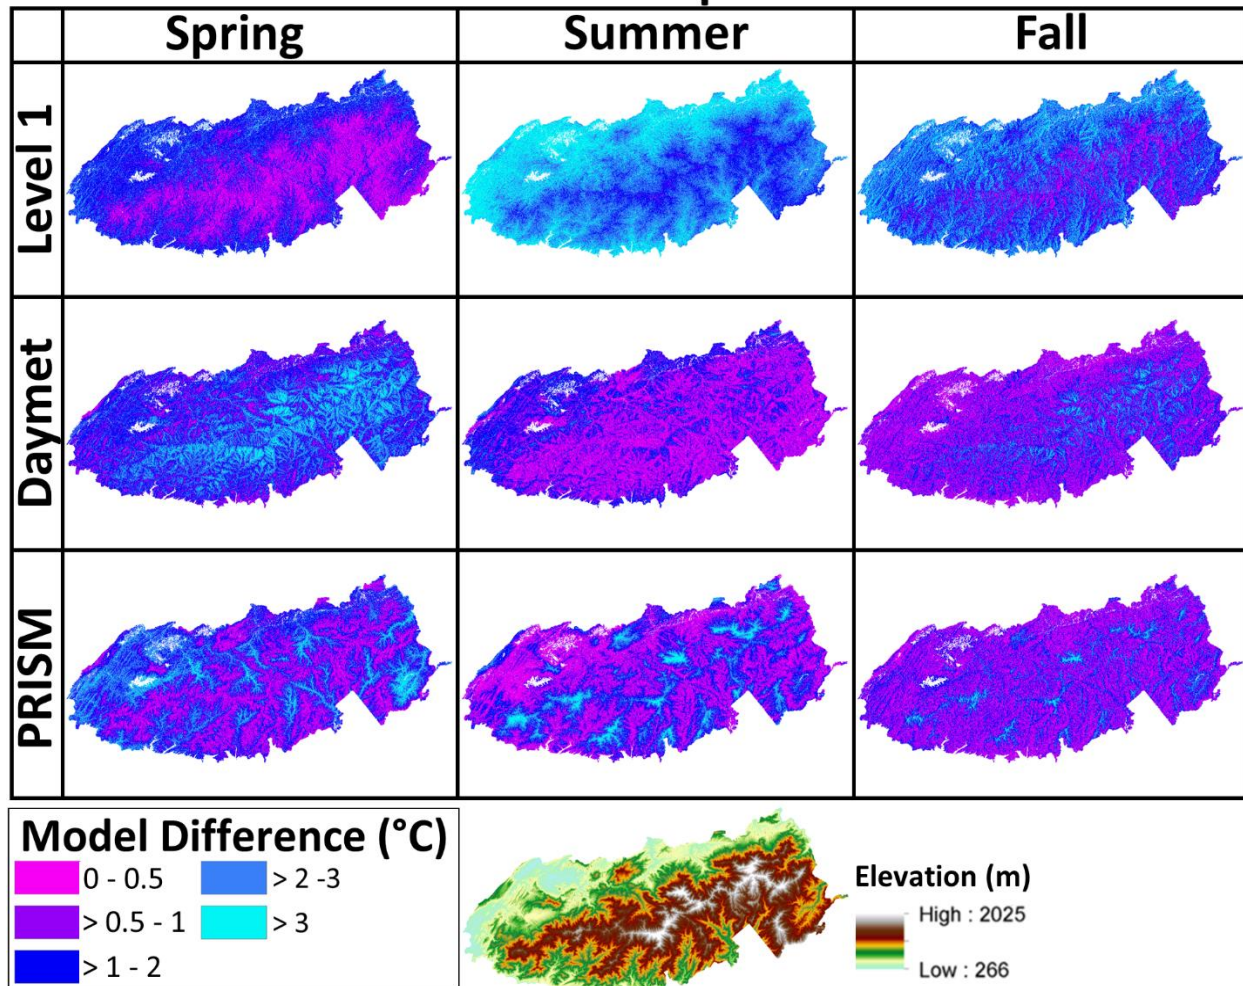 Spring Summer Fall
Level 1
Daymet
PRISM
Model Difference (°C)
0 - 0.5 > 2 -3
> 0.5 - 1 > 3
> 1 - 2
Elevation (m)
High : 2025
Low : 266